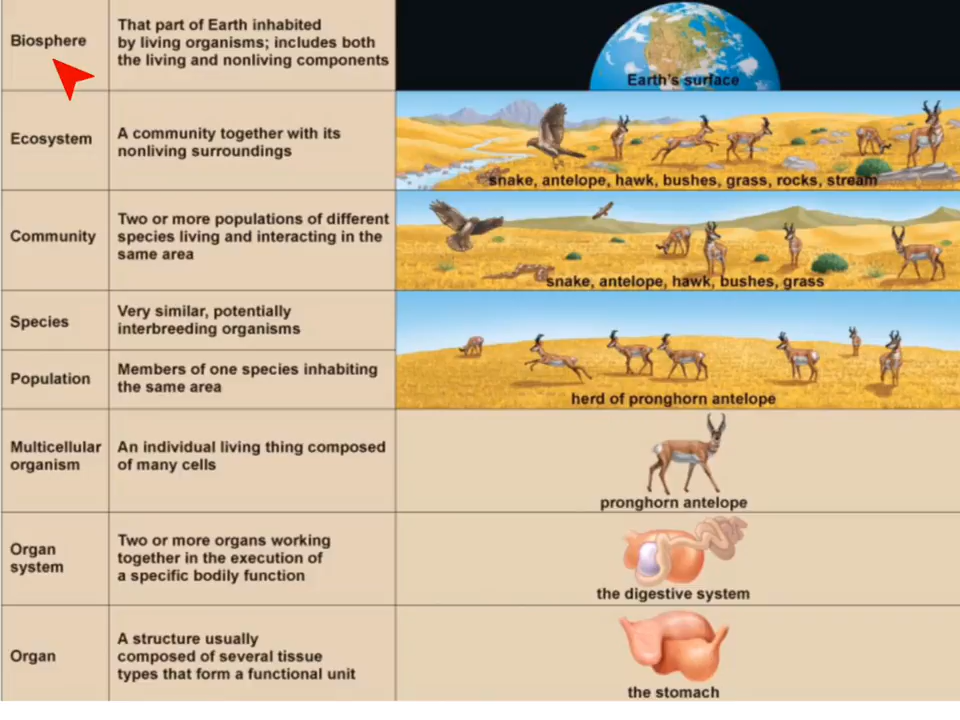 Biosphere
That part of Earth inhabited
by living organisms; includes both
the living and nonliving components
Earth's surface
Ecosystem
A community together with its
nonliving surroundings
snake, antelope, hawk, bushes, grass, rocks, stream
Community
Two or more populations of different
species living and interacting in the
same area
snake, antelope, hawk, bushes, grass
Species
Very similar, potentially
interbreeding organisms
Population
Members of one species inhabiting
the same area
herd of pronghorn antelope
Multicellular
organism
An individual living thing composed
of many cells
pronghorn antelope
Organ
system
Two or more organs working
together in the execution of
a specific bodily function
the digestive system
Organ
A structure usually
composed of several tissue
types that form a functional unit
the stomach